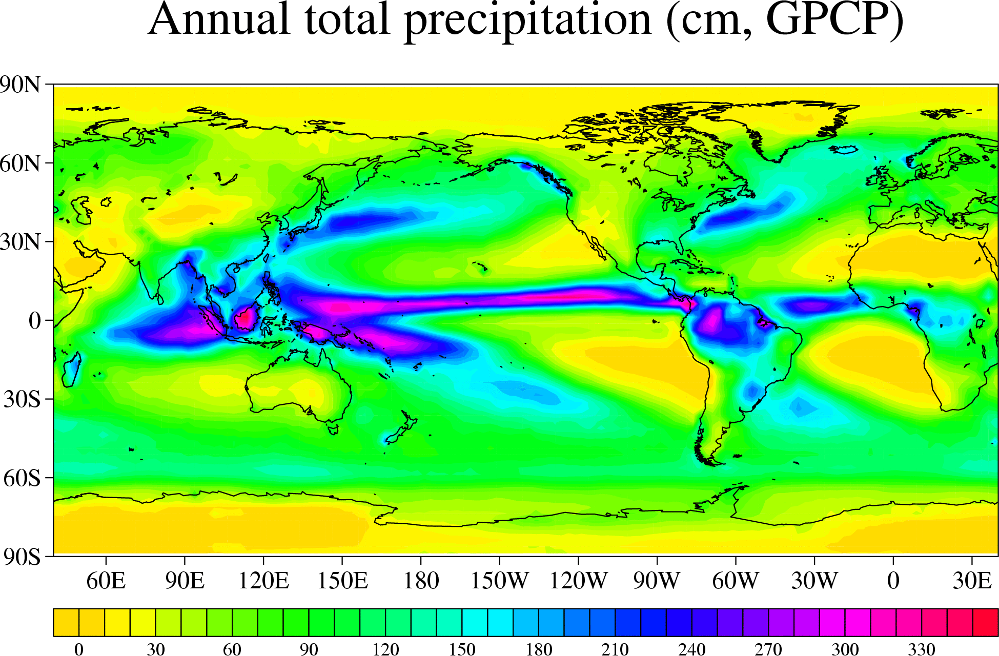 Annual total precipitation (cm, GPCP)
90N
60N
30N
0
30S
60S
90S
60E 90E 120E 150E 180 150W 120W 90W 60W 30W 0 30E
0 30 60 90 120 150 180 210 240 270 300 330